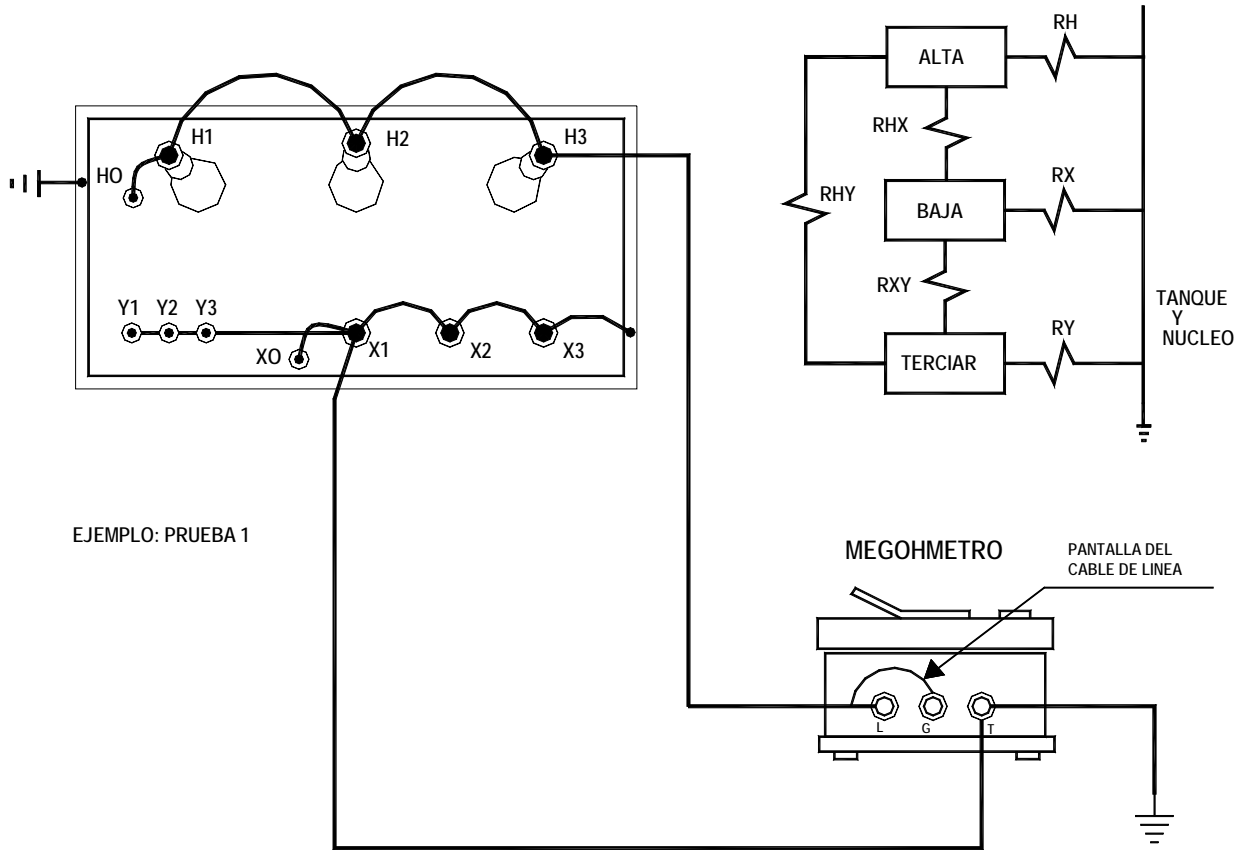 H1
H2
H3
HO
Y1
Y2
Y3
XO
X1
X2
X3
EJEMPLO: PRUEBA 1
ALTA
RH
RHX
RHY
BAJA
RX
RXY
TERCIAR
RY
TANQUE
Y
NUCLEO
MEGOHMETRO
PANTALLA DEL
CABLE DE LINEA
L
G
T